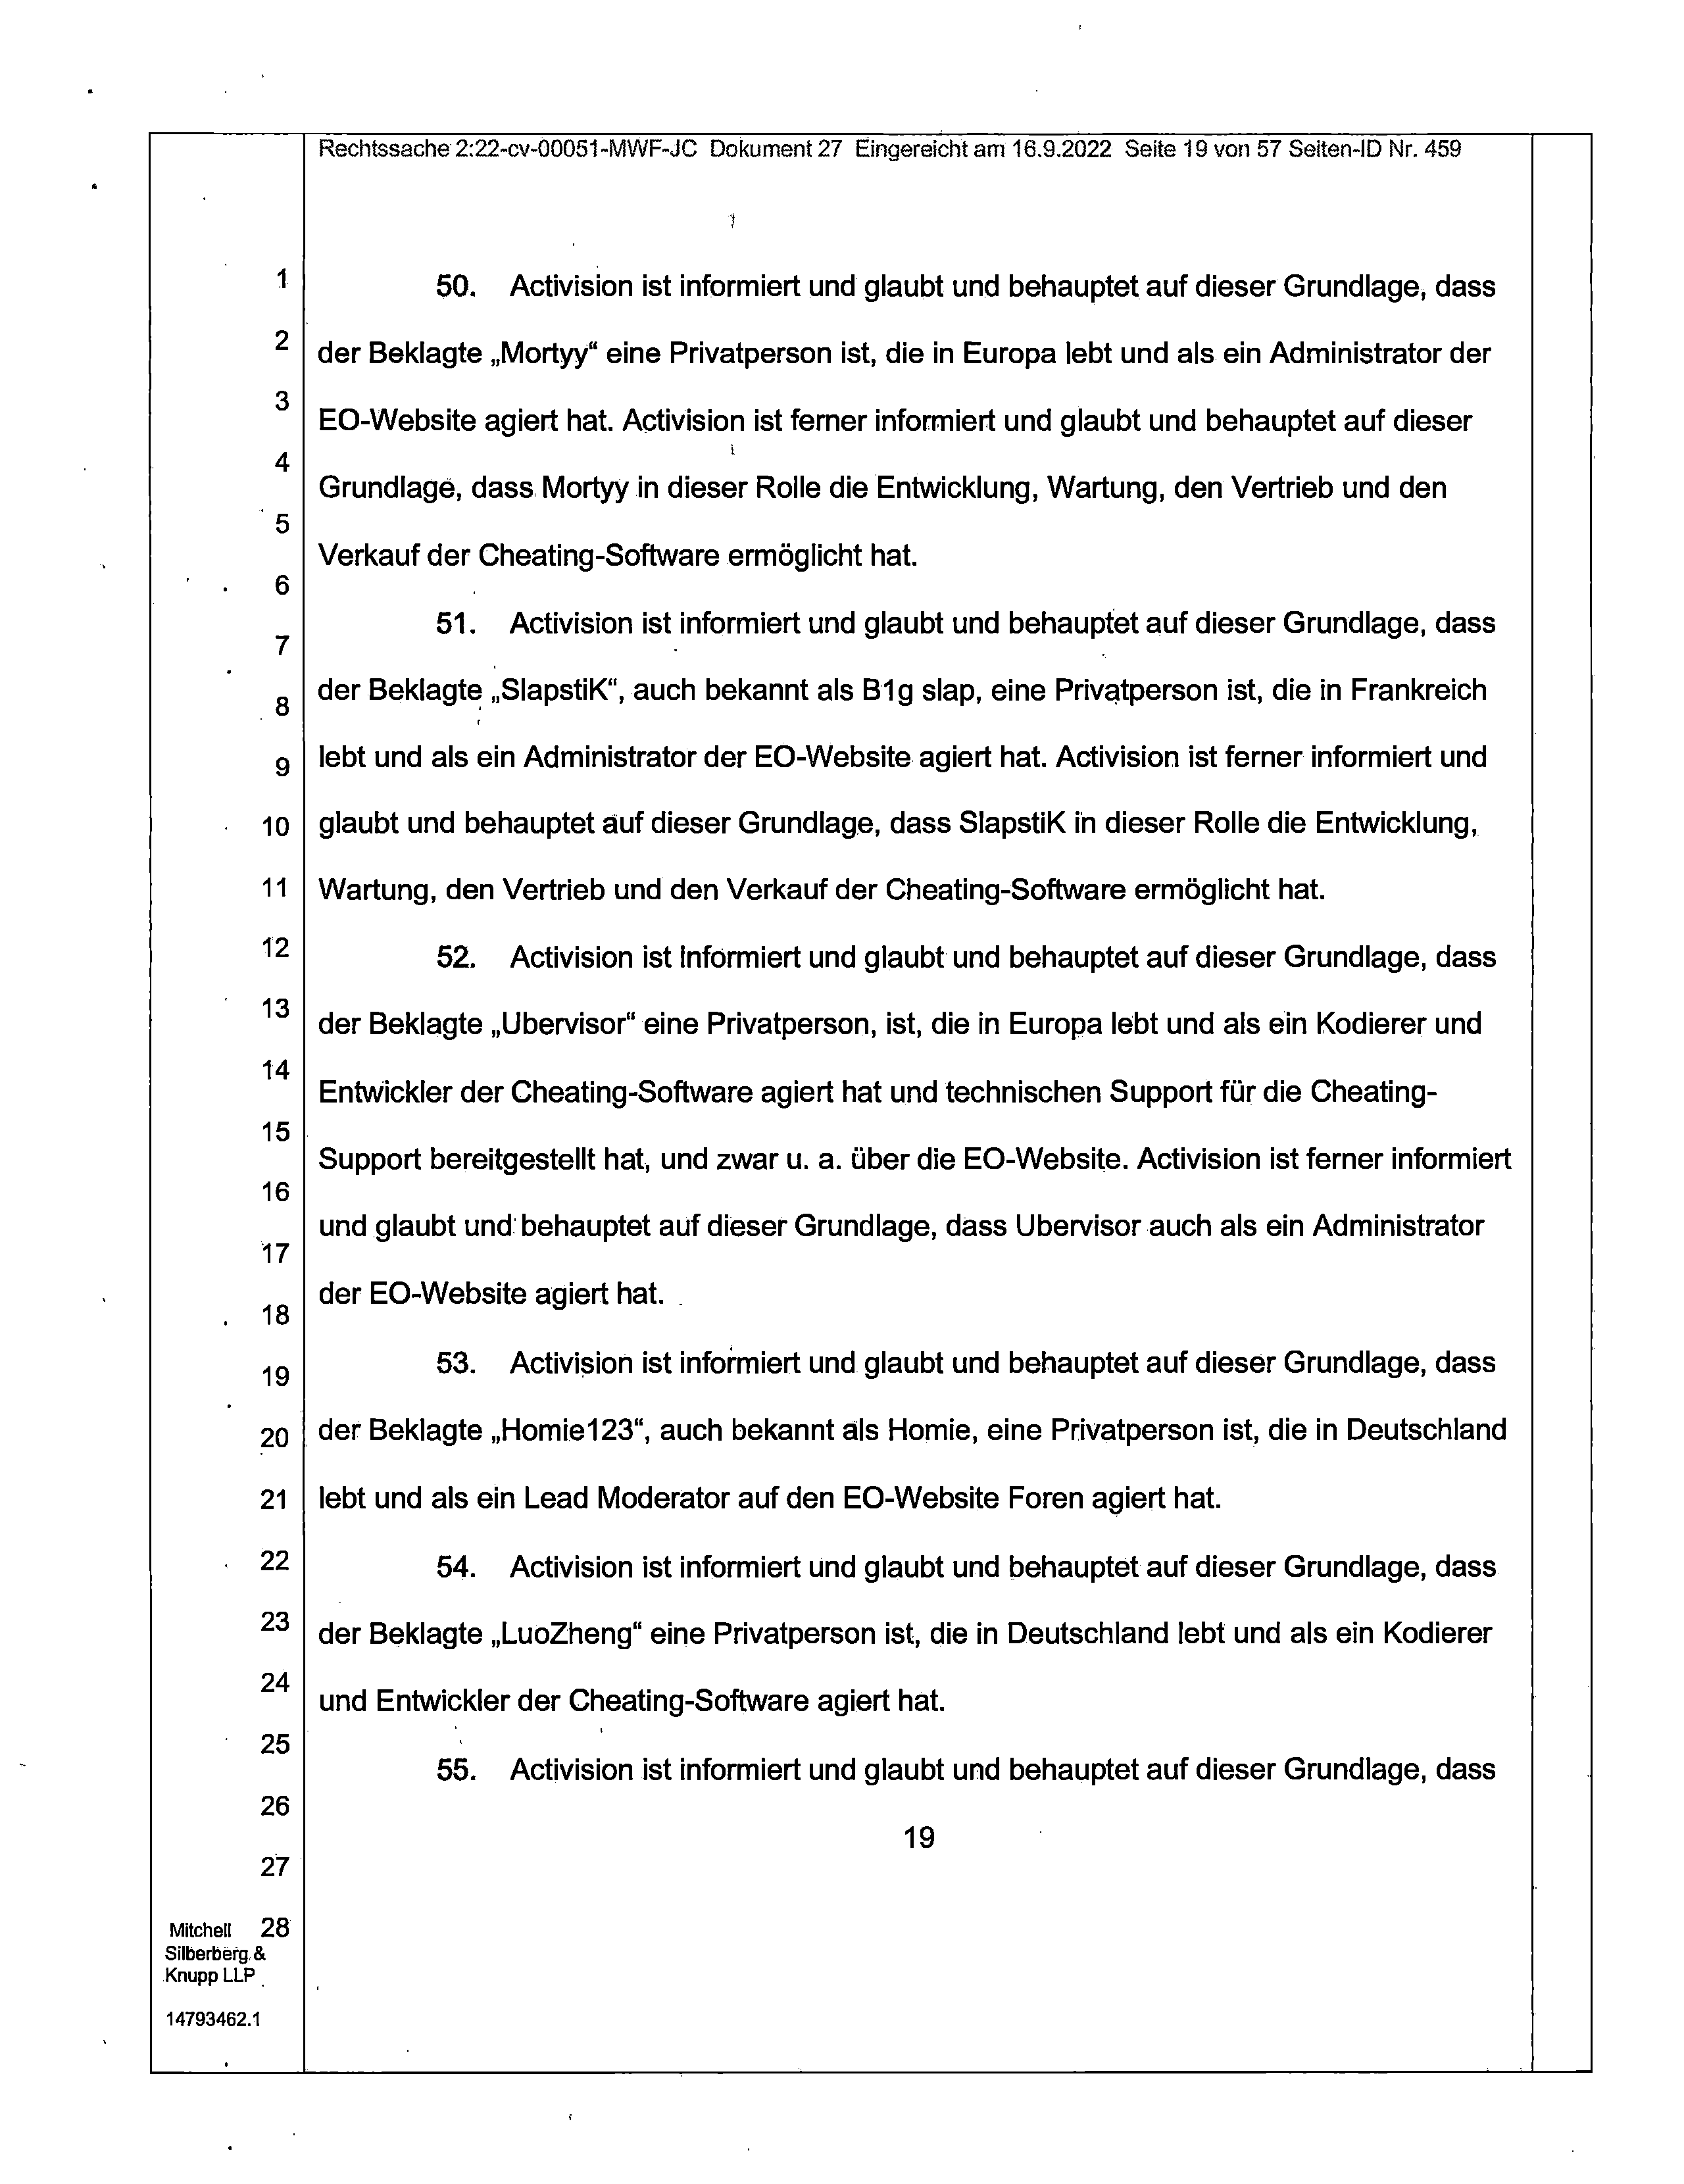 Rechtssache 2:22-cv-00051-MWF-JC Dokument 27 Eingereicht am 16.9.2022 Seite 19 von 57 Seiten-ID Nr. 459
1
50. Activision ist informiert und glaubt und behauptet auf dieser Grundlage, dass
2
der Beklagte „Mortyy“ eine Privatperson ist, die in Europa lebt und als ein Administrator der
3
EO-Website agiert hat. Activision ist ferner informiert und glaubt und behauptet auf dieser
4
Grundlage, dass Mortyy in dieser Rolle die Entwicklung, Wartung, den Vertrieb und den
5
Verkauf der Cheating-Software ermöglicht hat.
6
51. Activision ist informiert und glaubt und behauptet auf dieser Grundlage, dass
7
der Beklagte „SlapstiK“, auch bekannt als B1g slap, eine Privatperson ist, die in Frankreich
8
lebt und als ein Administrator der EO-Website agiert hat. Activision ist ferner informiert und
9
glaubt und behauptet auf dieser Grundlage, dass SlapstiK in dieser Rolle die Entwicklung,
10
Wartung, den Vertrieb und den Verkauf der Cheating-Software ermöglicht hat.
11
52. Activision ist informiert und glaubt und behauptet auf dieser Grundlage, dass
12
der Beklagte „Ubervisor“ eine Privatperson, ist, die in Europa lebt und als ein Kodierer und
13
Entwickler der Cheating-Software agiert hat und technischen Support für die Cheating-
14
Support bereitgestellt hat, und zwar u. a. über die EO-Website. Activision ist ferner informiert
15
und glaubt und behauptet auf dieser Grundlage, dass Ubervisor auch als ein Administrator
16
der EO-Website agiert hat.
17
53. Activision ist informiert und glaubt und behauptet auf dieser Grundlage, dass
18
der Beklagte „Homie123“, auch bekannt als Homie, eine Privatperson ist, die in Deutschland
19
lebt und als ein Lead Moderator auf den EO-Website Foren agiert hat.
20
54. Activision ist informiert und glaubt und behauptet auf dieser Grundlage, dass
21
der Beklagte „LuoZheng“ eine Privatperson ist, die in Deutschland lebt und als ein Kodierer
22
und Entwickler der Cheating-Software agiert hat.
23
55. Activision ist informiert und glaubt und behauptet auf dieser Grundlage, dass
24
25
26
19
27
28
Mitchell
Silberberg &
Knupp LLP
14793462.1